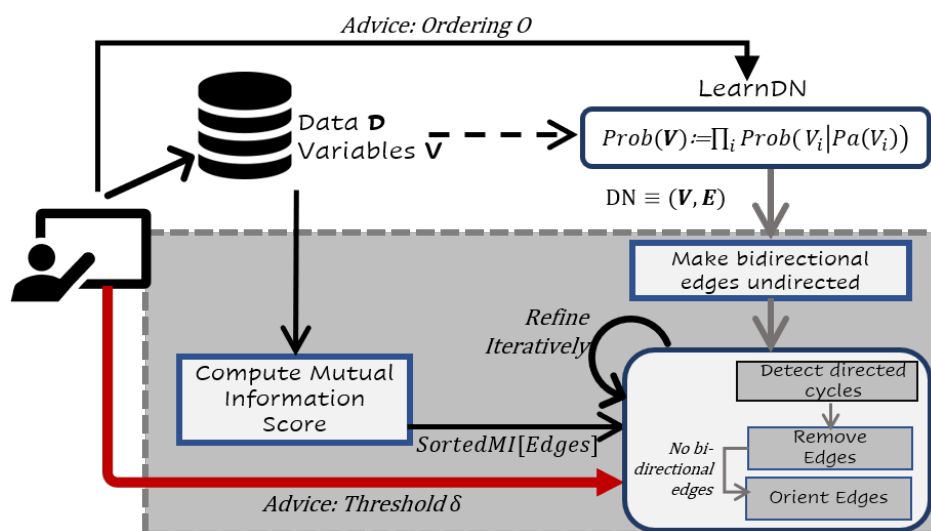 Advice: Ordering O
LearnDN
Data D
Variables V
Prob(V):=∏ᵢ Prob(Vᵢ|Pa(Vᵢ))
DN ≡ (V, E)
Make bidirectional
edges undirected
Refine
Iteratively
Compute Mutual
Information
Score
SortedMI[Edges]
Detect directed
cycles
Remove
Edges
No bi-
directional
edges
Orient Edges
Advice: Threshold δ